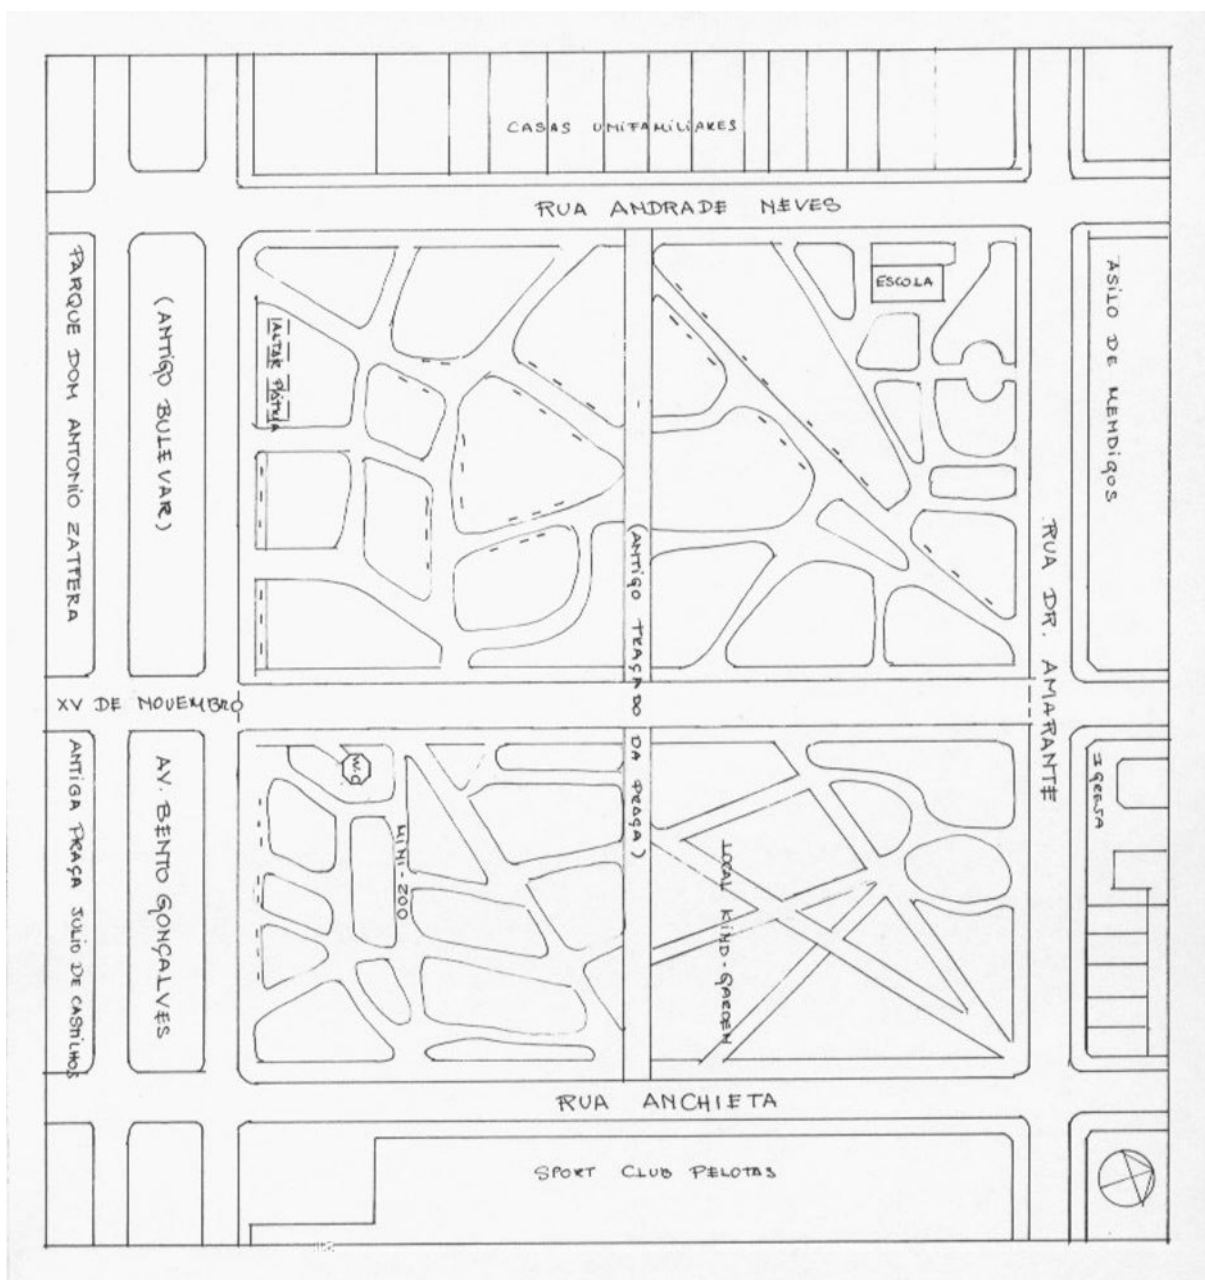 CASAS UNIFAMILIARES
RUA ANDRADE NEVES
PARQUE DOM ANTONIO ZATTERA
(ANTIGO BULEVAR)
ALTAR PÁTRIA
ESCOLA
ASILO DE MENDIGOS
(ANTIGO TRAÇADO DA PRAÇA)
RUA DR. AMARANTE
XV DE NOVEMBRO
ANTIGA PRAÇA JULIO DE CASTILHOS
AV. BENTO GONÇALVES
W.C
MINI-ZOO
LOCAL KIND-GARDEN
IGREJA
RUA ANCHIETA
SPORT CLUB PELOTAS